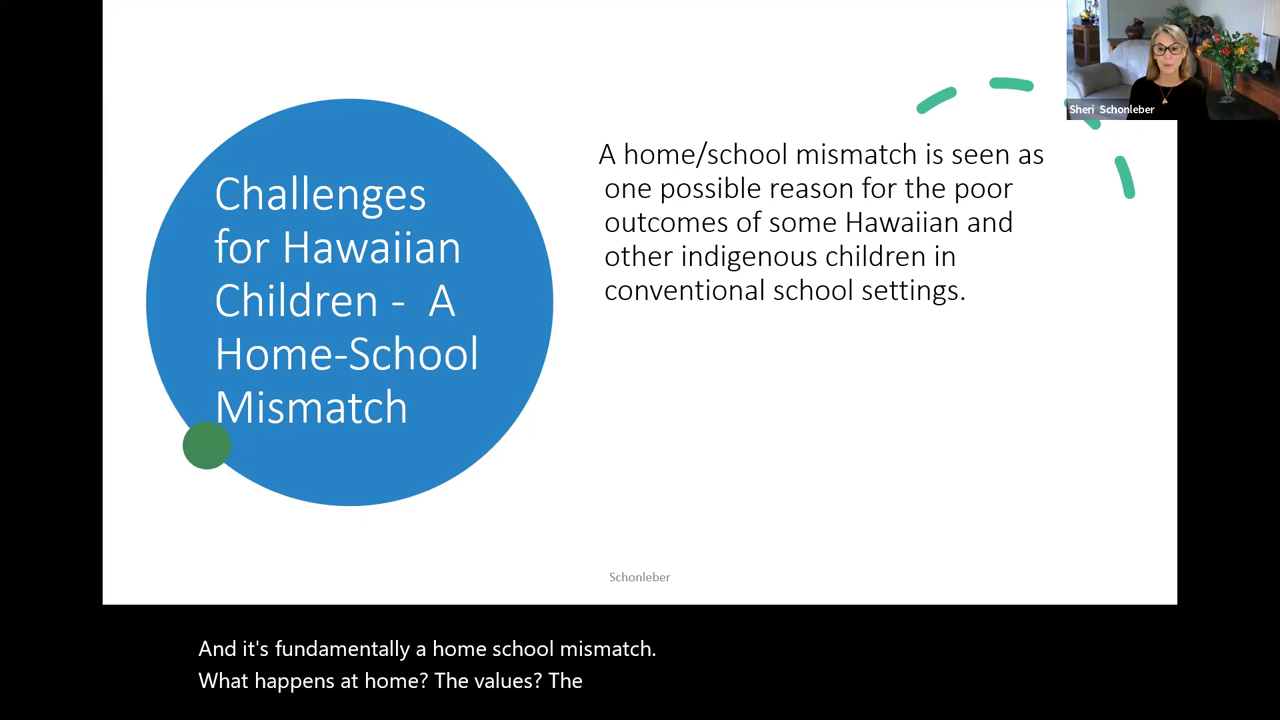 Sheri Schonleber
Challenges
for Hawaiian
Children - A
Home-School
Mismatch
A home/school mismatch is seen as
one possible reason for the poor
outcomes of some Hawaiian and
other indigenous children in
conventional school settings.
Schonleber
And it's fundamentally a home school mismatch.
What happens at home? The values? The